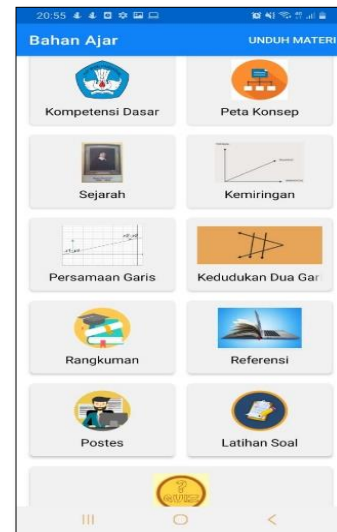 20:55
Bahan Ajar
UNDUH MATERI
Kompetensi Dasar
Peta Konsep
Sejarah
Kemiringan
Persamaan Garis
Kedudukan Dua Gar
Rangkuman
Referensi
Postes
Latihan Soal
?
QUIZ